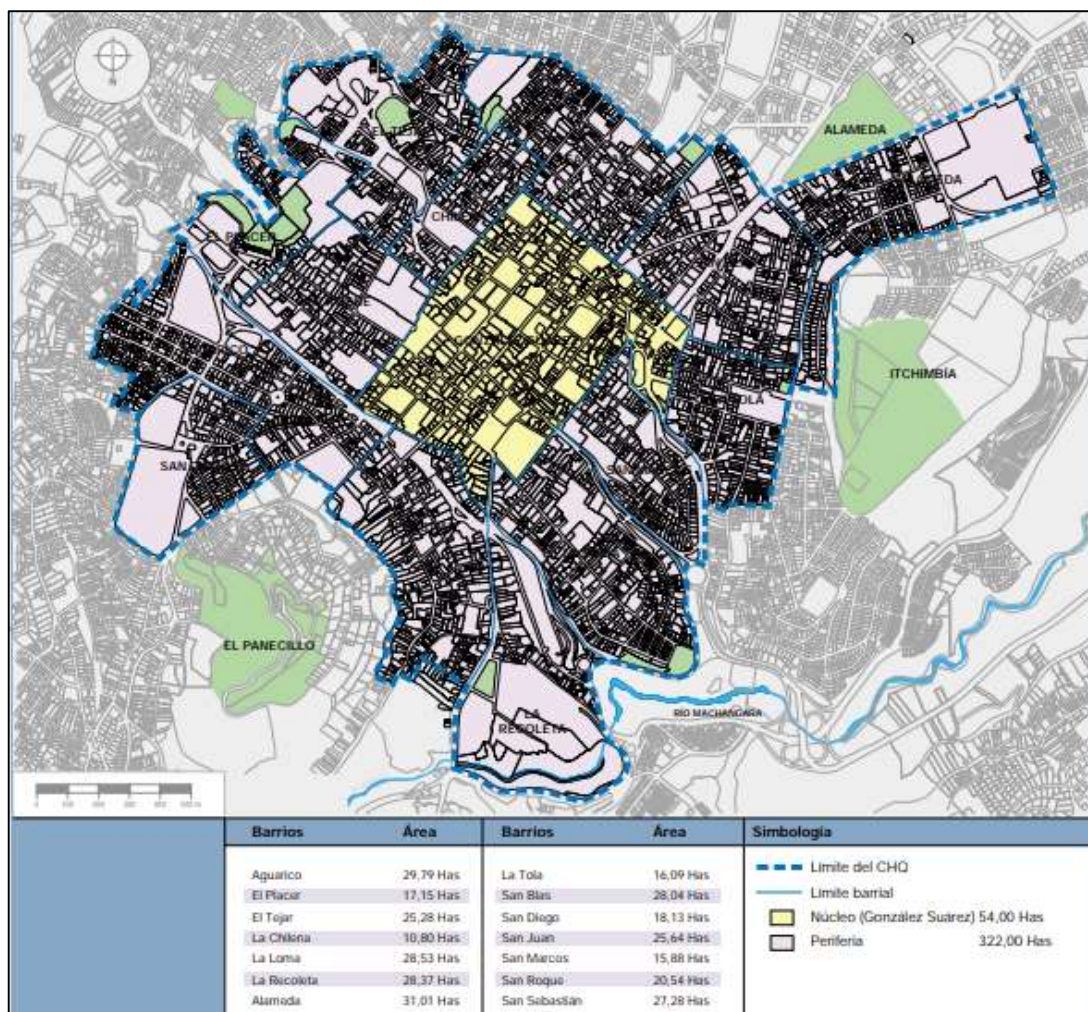 N
ALAMEDA
ITCHIMBÍA
EL PANECILLO
LA
RECOLETA
RÍO MACHÁNGARA
Barrios Área
Aguarico 29,79 Has
El Placer 17,15 Has
El Tejar 25,28 Has
La Chilena 10,80 Has
La Loma 28,53 Has
La Recoleta 28,37 Has
Alameda 31,01 Has
Barrios Área
La Tola 16,09 Has
San Blas 28,04 Has
San Diego 18,13 Has
San Juan 25,64 Has
San Marcos 15,88 Has
San Roque 20,54 Has
San Sebastián 27,28 Has
Simbología
Límite del CHQ
Límite barrial
Núcleo (González Suárez) 54,00 Has
Periferia 322,00 Has